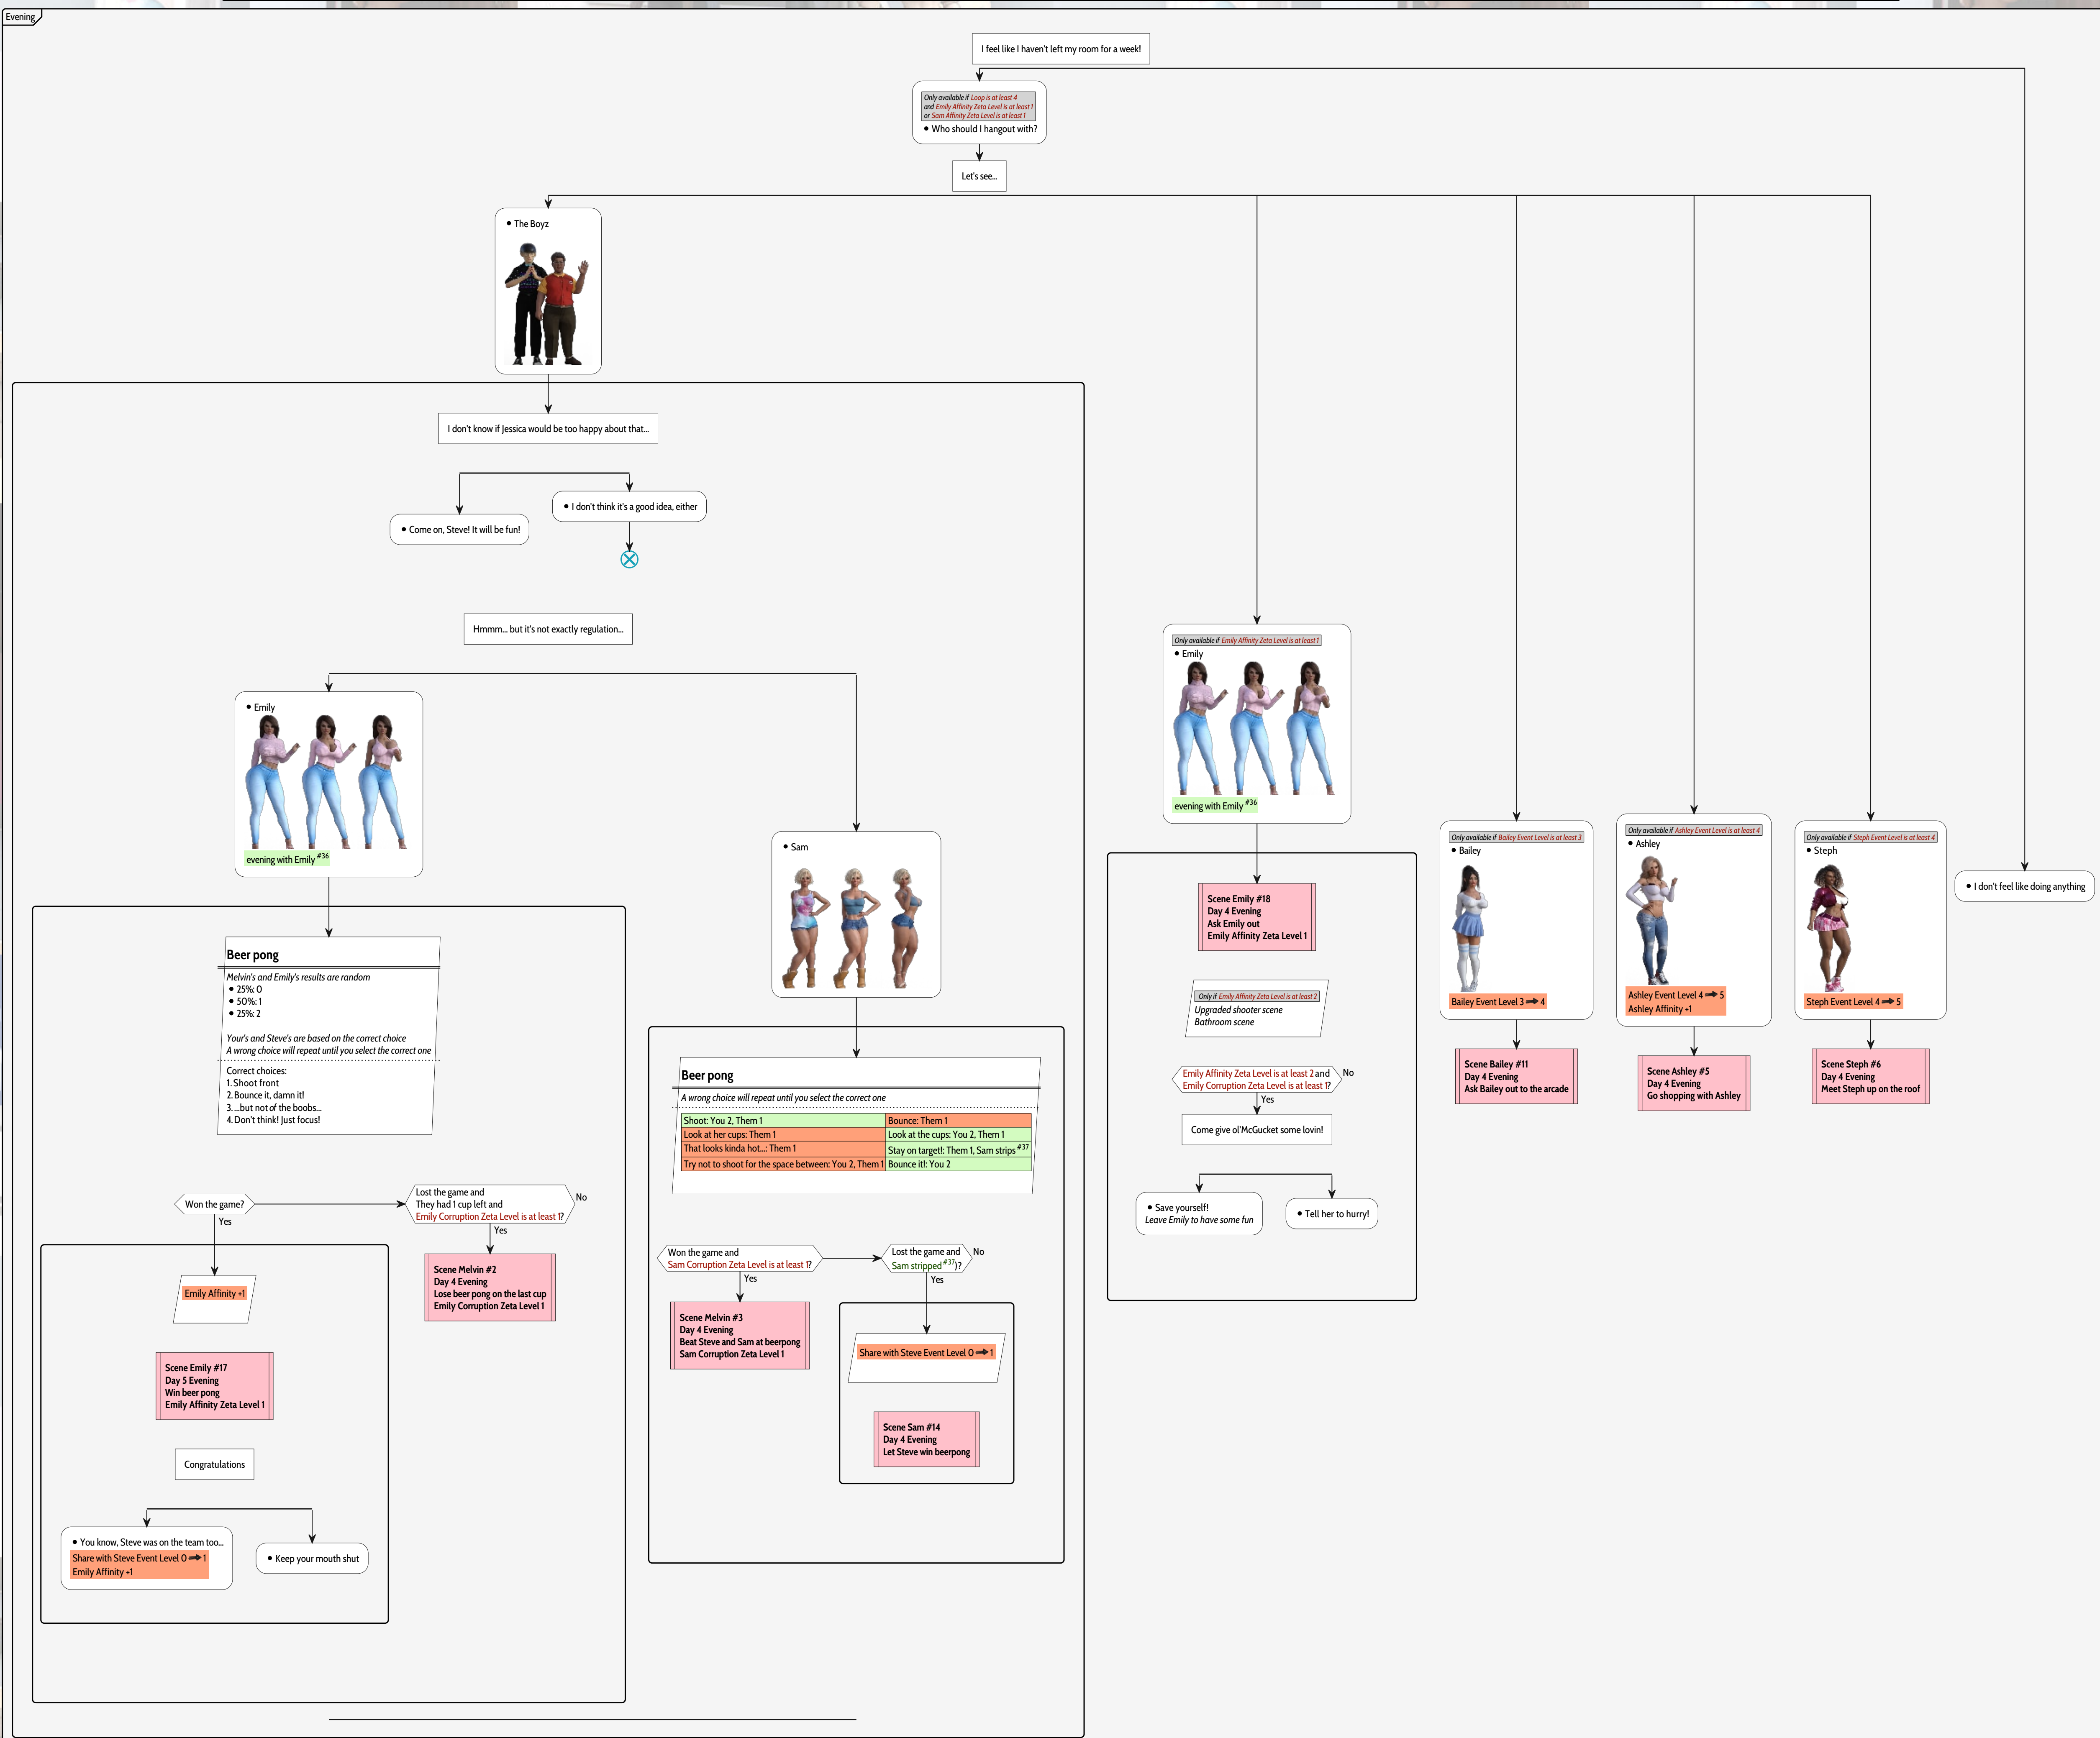 Evening
I feel like I haven't left my room for a week!
Only available if Loop is at least 4
and Emily Affinity Zeta Level is at least 1
or Sam Affinity Zeta Level is at least 1
• Who should I hangout with?
Let's see...
• The Boyz
I don't know if Jessica would be too happy about that...
• Come on, Steve! It will be fun!
• I don't think it's a good idea, either
Hmmm... but it's not exactly regulation...
• Emily
evening with Emily #36
Beer pong
Melvin's and Emily's results are random
• 25%: 0
• 50%: 1
• 25%: 2
Your's and Steve's are based on the correct choice
A wrong choice will repeat until you select the correct one
Correct choices:
1. Shoot front
2. Bounce it, damn it!
3. ...but not of the boobs...
4. Don't think! Just focus!
Won the game?
Yes
Lost the game and
They had 1 cup left and
Emily Corruption Zeta Level is at least 1?
No
Yes
Scene Melvin #2
Day 4 Evening
Lose beer pong on the last cup
Emily Corruption Zeta Level 1
Emily Affinity +1
Scene Emily #17
Day 5 Evening
Win beer pong
Emily Affinity Zeta Level 1
Congratulations
• You know, Steve was on the team too...
Share with Steve Event Level 0 ➡ 1
Emily Affinity +1
• Keep your mouth shut
• Sam
Beer pong
A wrong choice will repeat until you select the correct one
Shoot: You 2, Them 1
Bounce: Them 1
Look at her cups: Them 1
Look at the cups: You 2, Them 1
That looks kinda hot...: Them 1
Stay on target!: Them 1, Sam strips #37
Try not to shoot for the space between: You 2, Them 1
Bounce it!: You 2
Won the game and
Sam Corruption Zeta Level is at least 1?
Yes
Lost the game and
Sam stripped #37)?
No
Yes
Scene Melvin #3
Day 4 Evening
Beat Steve and Sam at beerpong
Sam Corruption Zeta Level 1
Share with Steve Event Level 0 ➡ 1
Scene Sam #14
Day 4 Evening
Let Steve win beerpong
Only available if Emily Affinity Zeta Level is at least 1
• Emily
evening with Emily #36
Scene Emily #18
Day 4 Evening
Ask Emily out
Emily Affinity Zeta Level 1
Only if Emily Affinity Zeta Level is at least 2
Upgraded shooter scene
Bathroom scene
Emily Affinity Zeta Level is at least 2 and
Emily Corruption Zeta Level is at least 1?
No
Yes
Come give ol'McGucket some lovin!
• Save yourself!
Leave Emily to have some fun
• Tell her to hurry!
Only available if Bailey Event Level is at least 3
• Bailey
Bailey Event Level 3 ➡ 4
Scene Bailey #11
Day 4 Evening
Ask Bailey out to the arcade
Only available if Ashley Event Level is at least 4
• Ashley
Ashley Event Level 4 ➡ 5
Ashley Affinity +1
Scene Ashley #5
Day 4 Evening
Go shopping with Ashley
Only available if Steph Event Level is at least 4
• Steph
Steph Event Level 4 ➡ 5
Scene Steph #6
Day 4 Evening
Meet Steph up on the roof
• I don't feel like doing anything